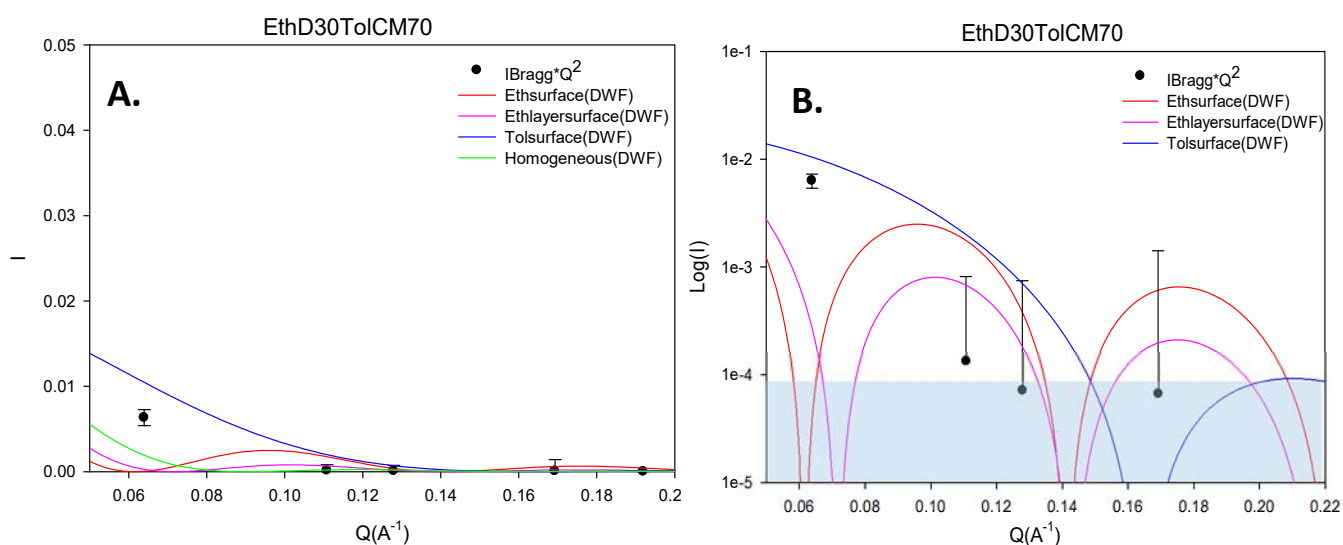 EthD30TolCM70
0.05
0.04
0.03
0.02
0.01
0.00
I
A.
IBragg*Q²
Ethsurface(DWF)
Ethlayersurface(DWF)
Tolsurface(DWF)
Homogeneous(DWF)
0.06 0.08 0.10 0.12 0.14 0.16 0.18 0.2
Q(A⁻¹)
EthD30TolCM70
1e-1
1e-2
1e-3
1e-4
1e-5
Log(I)
B.
IBragg*Q²
Ethsurface(DWF)
Ethlayersurface(DWF)
Tolsurface(DWF)
0.06 0.08 0.10 0.12 0.14 0.16 0.18 0.20 0.22
Q(A⁻¹)